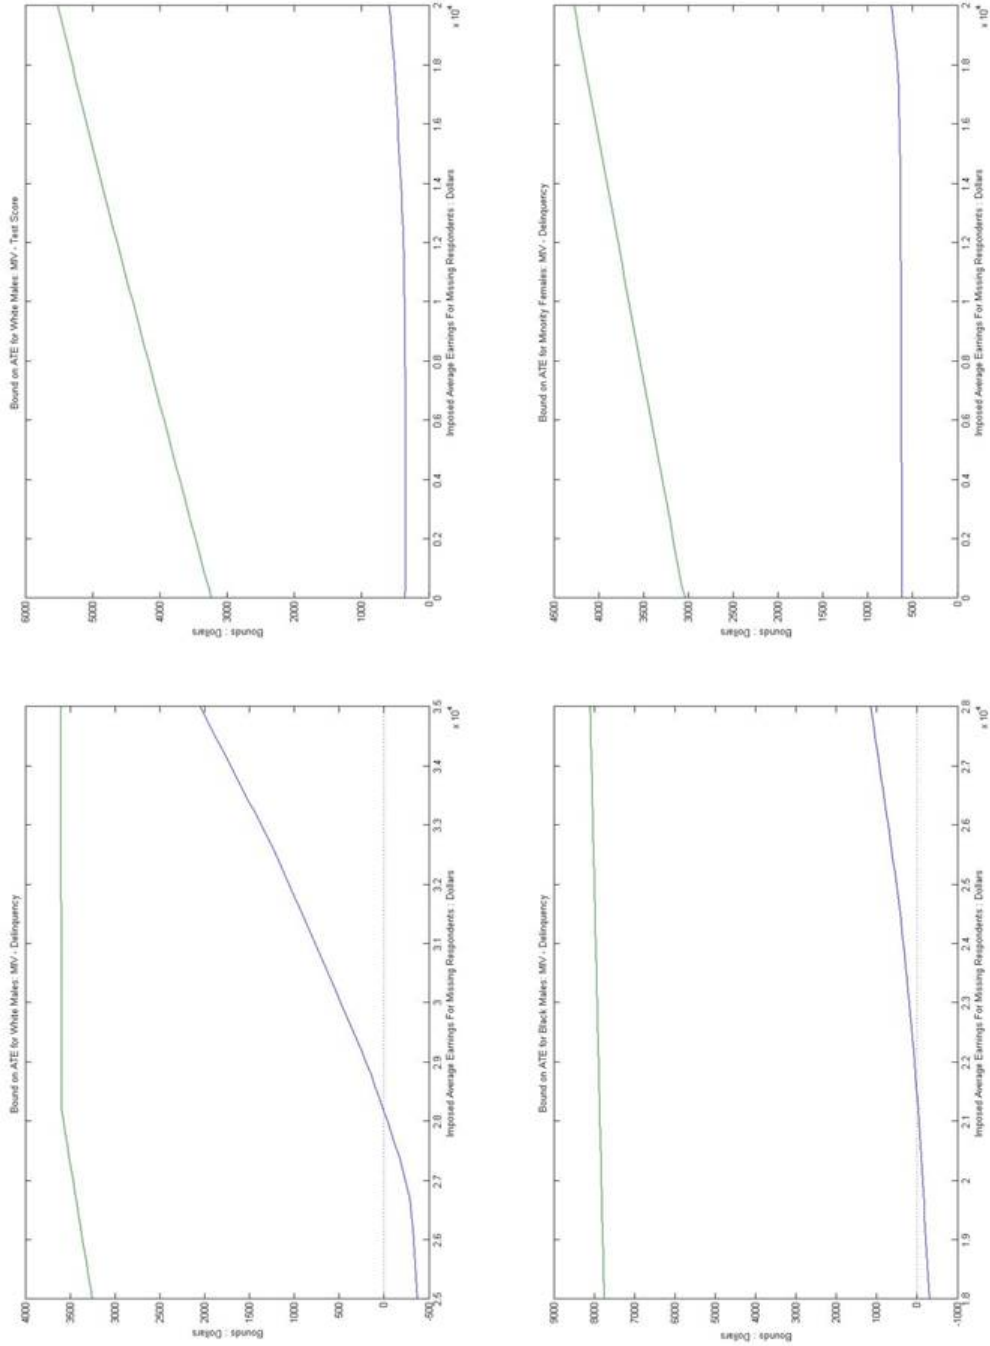 Bound on ATE for White Males: MIV - Delinquency
4000
3500
3000
2500
2000
1500
1000
500
0
-500
Bounds : Dollars
2.5 2.6 2.7 2.8 2.9 3 3.1 3.2 3.3 3.4 3.5
x 10⁴
Imposed Average Earnings For Missing Respondents : Dollars
Bound on ATE for White Males: MIV - Test Score
6000
5000
4000
3000
2000
1000
0
Bounds : Dollars
0 0.2 0.4 0.6 0.8 1 1.2 1.4 1.6 1.8 2
x 10⁴
Imposed Average Earnings For Missing Respondents : Dollars
Bound on ATE for Black Males: MIV - Delinquency
9000
8000
7000
6000
5000
4000
3000
2000
1000
0
-1000
Bounds : Dollars
1.8 1.9 2 2.1 2.2 2.3 2.4 2.5 2.6 2.7 2.8
x 10⁴
Imposed Average Earnings For Missing Respondents : Dollars
Bound on ATE for Minority Females: MIV - Delinquency
4500
4000
3500
3000
2500
2000
1500
1000
500
0
Bounds : Dollars
0 0.2 0.4 0.6 0.8 1 1.2 1.4 1.6 1.8 2
x 10⁴
Imposed Average Earnings For Missing Respondents : Dollars